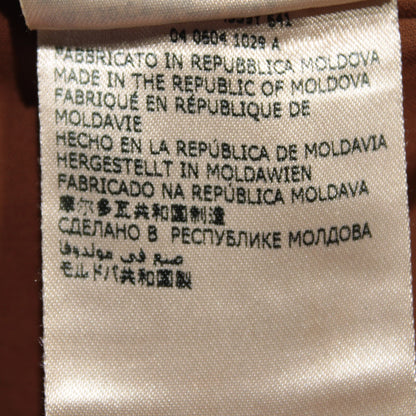 04 0604 1029 A
FABBRICATO IN REPUBBLICA MOLDOVA
MADE IN THE REPUBLIC OF MOLDOVA
FABRIQUÉ EN RÉPUBLIQUE DE
MOLDAVIE
HECHO EN LA REPÚBLICA DE MOLDAVIA
HERGESTELLT IN MOLDAWIEN
FABRICADO NA REPÚBLICA MOLDAVA
摩尔多瓦共和國制造
СДЕЛАНО В РЕСПУБЛИКЕ МОЛДОВА
صنع في مولدوفا
モルドバ共和国製